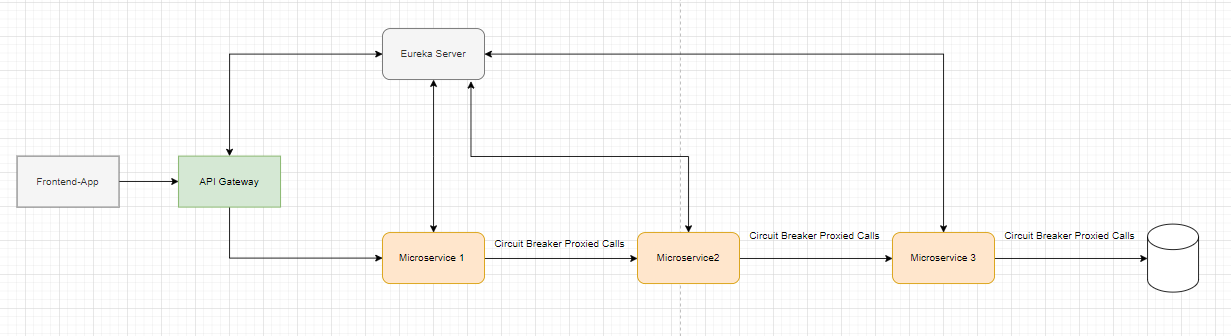 Eureka Server
Frontend-App
API Gateway
Circuit Breaker Proxied Calls
Circuit Breaker Proxied Calls
Circuit Breaker Proxied Calls
Microservice 1
Microservice2
Microservice 3